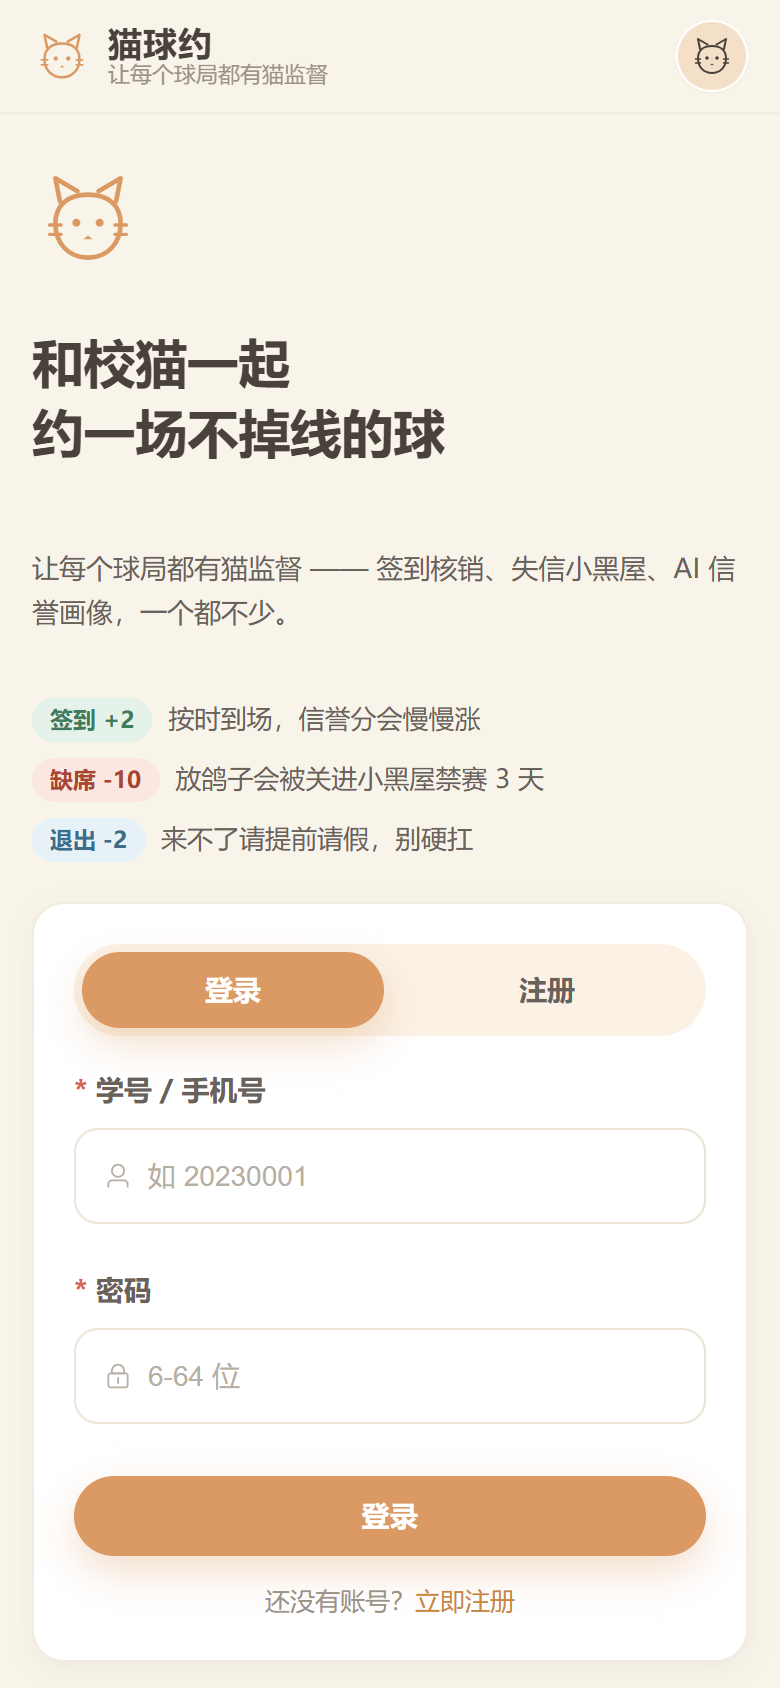 猫球约
让每个球局都有猫监督
和校猫一起
约一场不掉线的球
让每个球局都有猫监督 —— 签到核销、失信小黑屋、AI 信
誉画像，一个都不少。
签到 +2 按时到场，信誉分会慢慢涨
缺席 -10 放鸽子会被关进小黑屋禁赛 3 天
退出 -2 来不了请提前请假，别硬扛
登录 注册
* 学号 / 手机号
如 20230001
* 密码
6-64 位
登录
还没有账号？立即注册